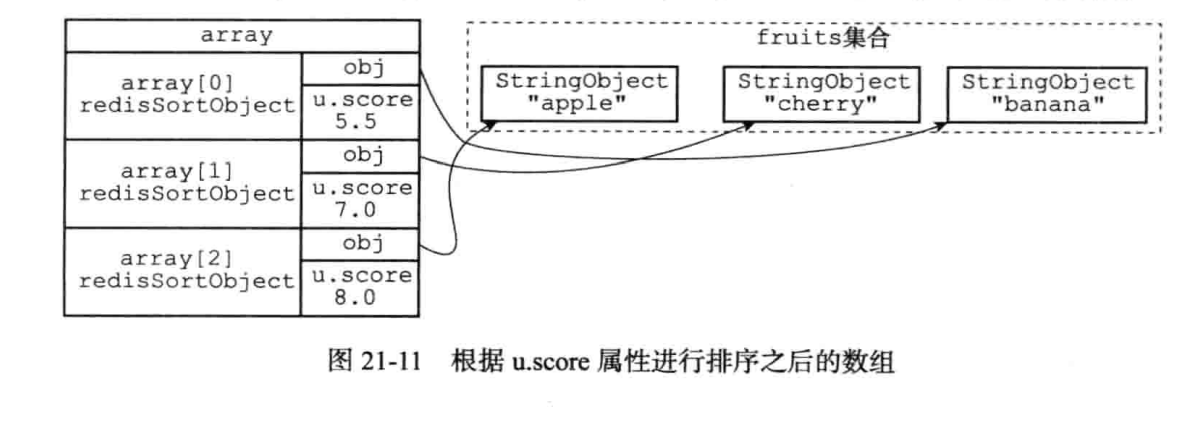 array
fruits集合
array[0]
redisSortObject
obj
u.score
5.5
array[1]
redisSortObject
obj
u.score
7.0
array[2]
redisSortObject
obj
u.score
8.0
StringObject
"apple"
StringObject
"cherry"
StringObject
"banana"
图 21-11 根据 u.score 属性进行排序之后的数组